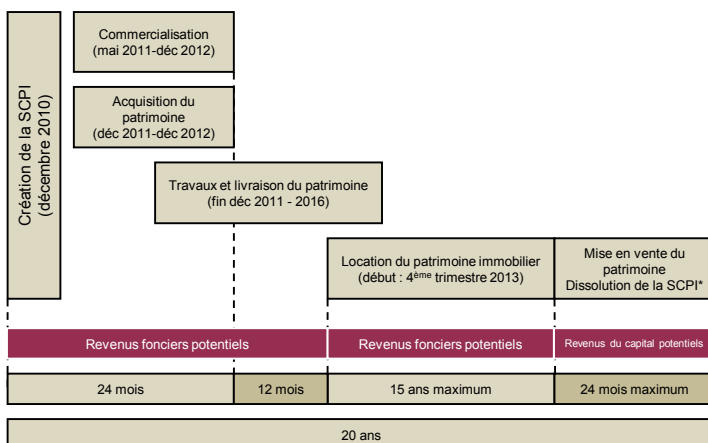 Création de la SCPI
(décembre 2010)
Commercialisation
(mai 2011-déc 2012)
Acquisition du
patrimoine
(déc 2011-déc 2012)
Travaux et livraison du patrimoine
(fin déc 2011 - 2016)
Location du patrimoine immobilier
(début : 4ème trimestre 2013)
Mise en vente du
patrimoine
Dissolution de la SCPI*
Revenus fonciers potentiels
Revenus fonciers potentiels
Revenus du capital potentiels
24 mois
12 mois
15 ans maximum
24 mois maximum
20 ans